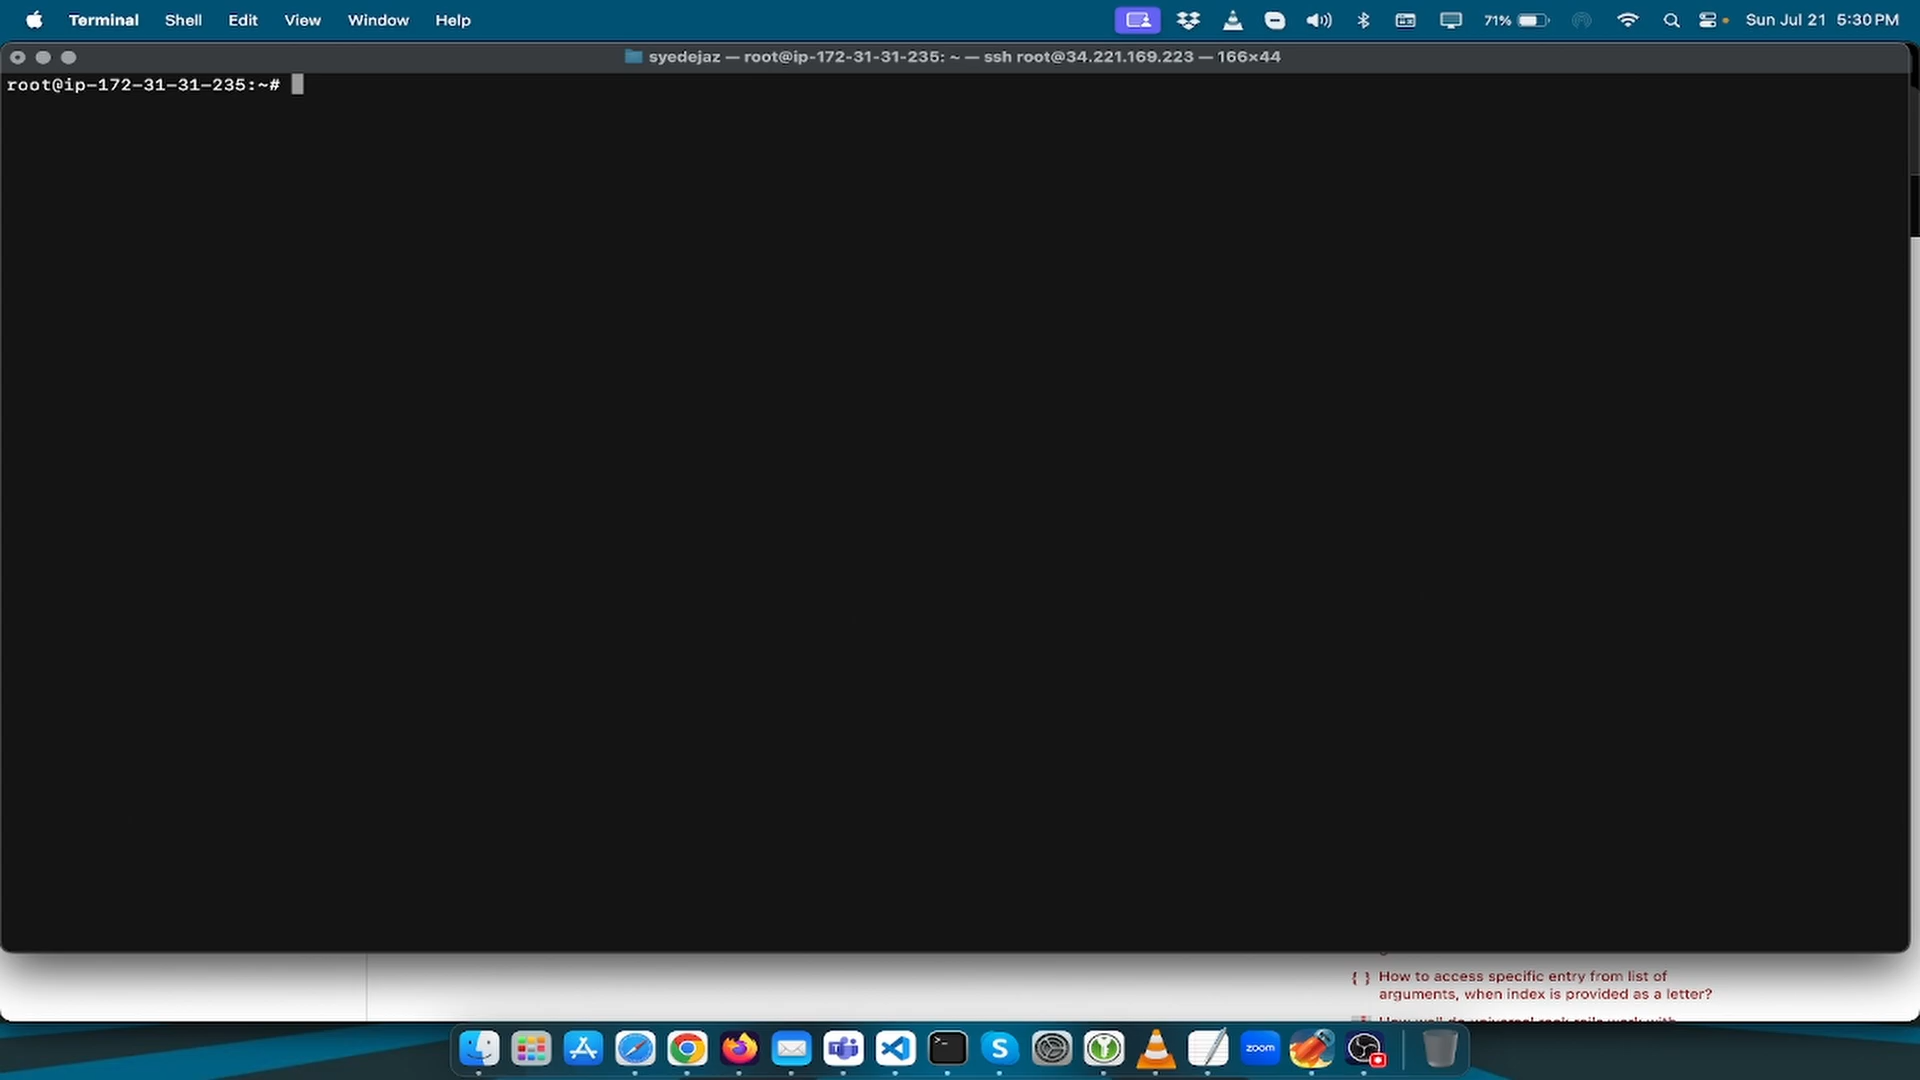 Terminal Shell Edit View Window Help 71% Sun Jul 21 5:30 PM
syedejaz — root@ip-172-31-31-235: ~ — ssh root@34.221.169.223 — 166×44
root@ip-172-31-31-235:~#
{ } How to access specific entry from list of
arguments, when index is provided as a letter?
zoom